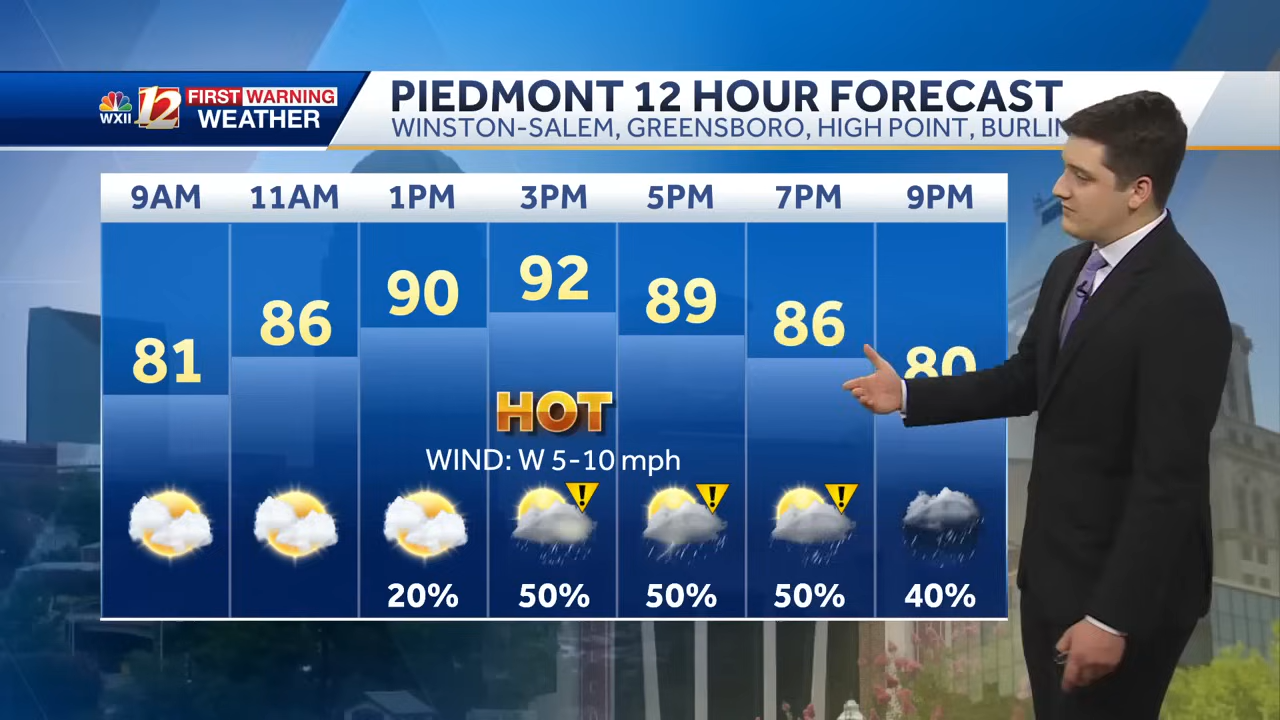 WXII 12 FIRST WARNING
WEATHER
PIEDMONT 12 HOUR FORECAST
WINSTON-SALEM, GREENSBORO, HIGH POINT,
9AM 11AM 1PM 3PM 5PM 7PM 9PM
81 86 90 92 89 86 80
HOT
WIND: W 5-10 mph
! ! !
20% 50% 50% 50% 40%